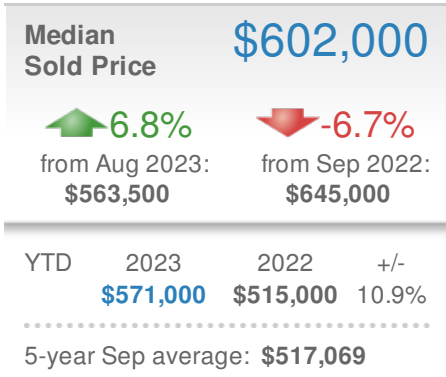 Median
Sold Price
$602,000
6.8%
from Aug 2023:
$563,500
-6.7%
from Sep 2022:
$645,000
YTD 2023 2022 +/-
$571,000 $515,000 10.9%
5-year Sep average: $517,069